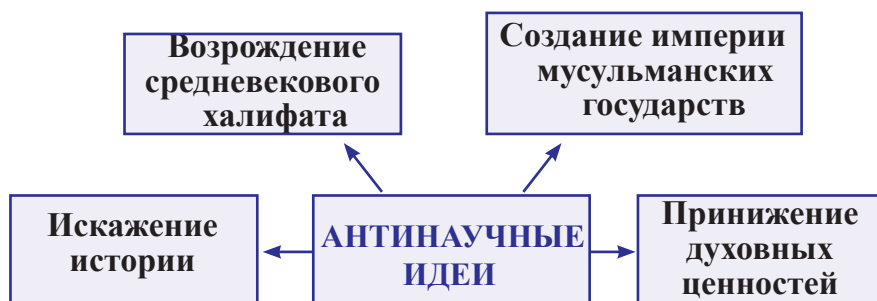 Возрождение
средневекового
халифата
Создание империи
мусульманских
государств
Искажение
истории
АНТИНАУЧНЫЕ
ИДЕИ
Принижение
духовных
ценностей